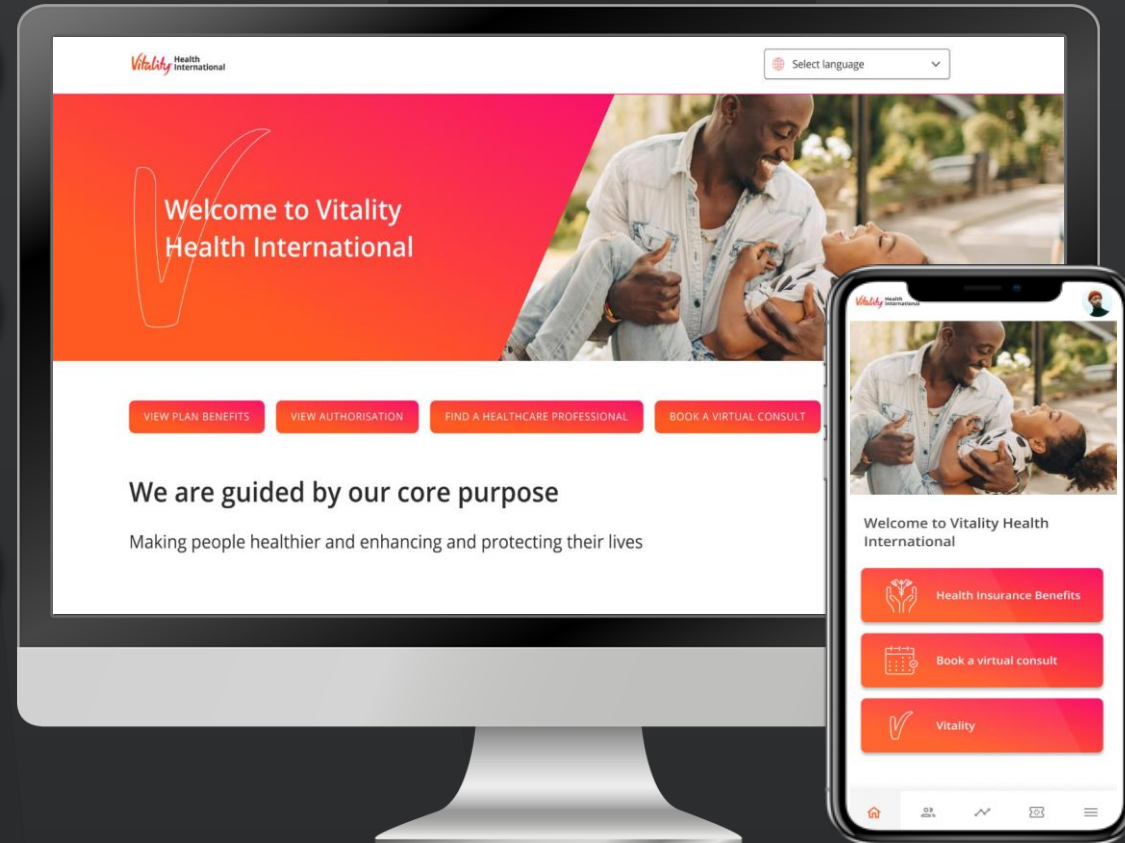 Vitality Health
International
Select language
Welcome to Vitality
Health International
VIEW PLAN BENEFITS
VIEW AUTHORISATION
FIND A HEALTHCARE PROFESSIONAL
BOOK A VIRTUAL CONSULT
We are guided by our core purpose
Making people healthier and enhancing and protecting their lives
Vitality Health
International
Welcome to Vitality Health
International
Health Insurance Benefits
Book a virtual consult
Vitality